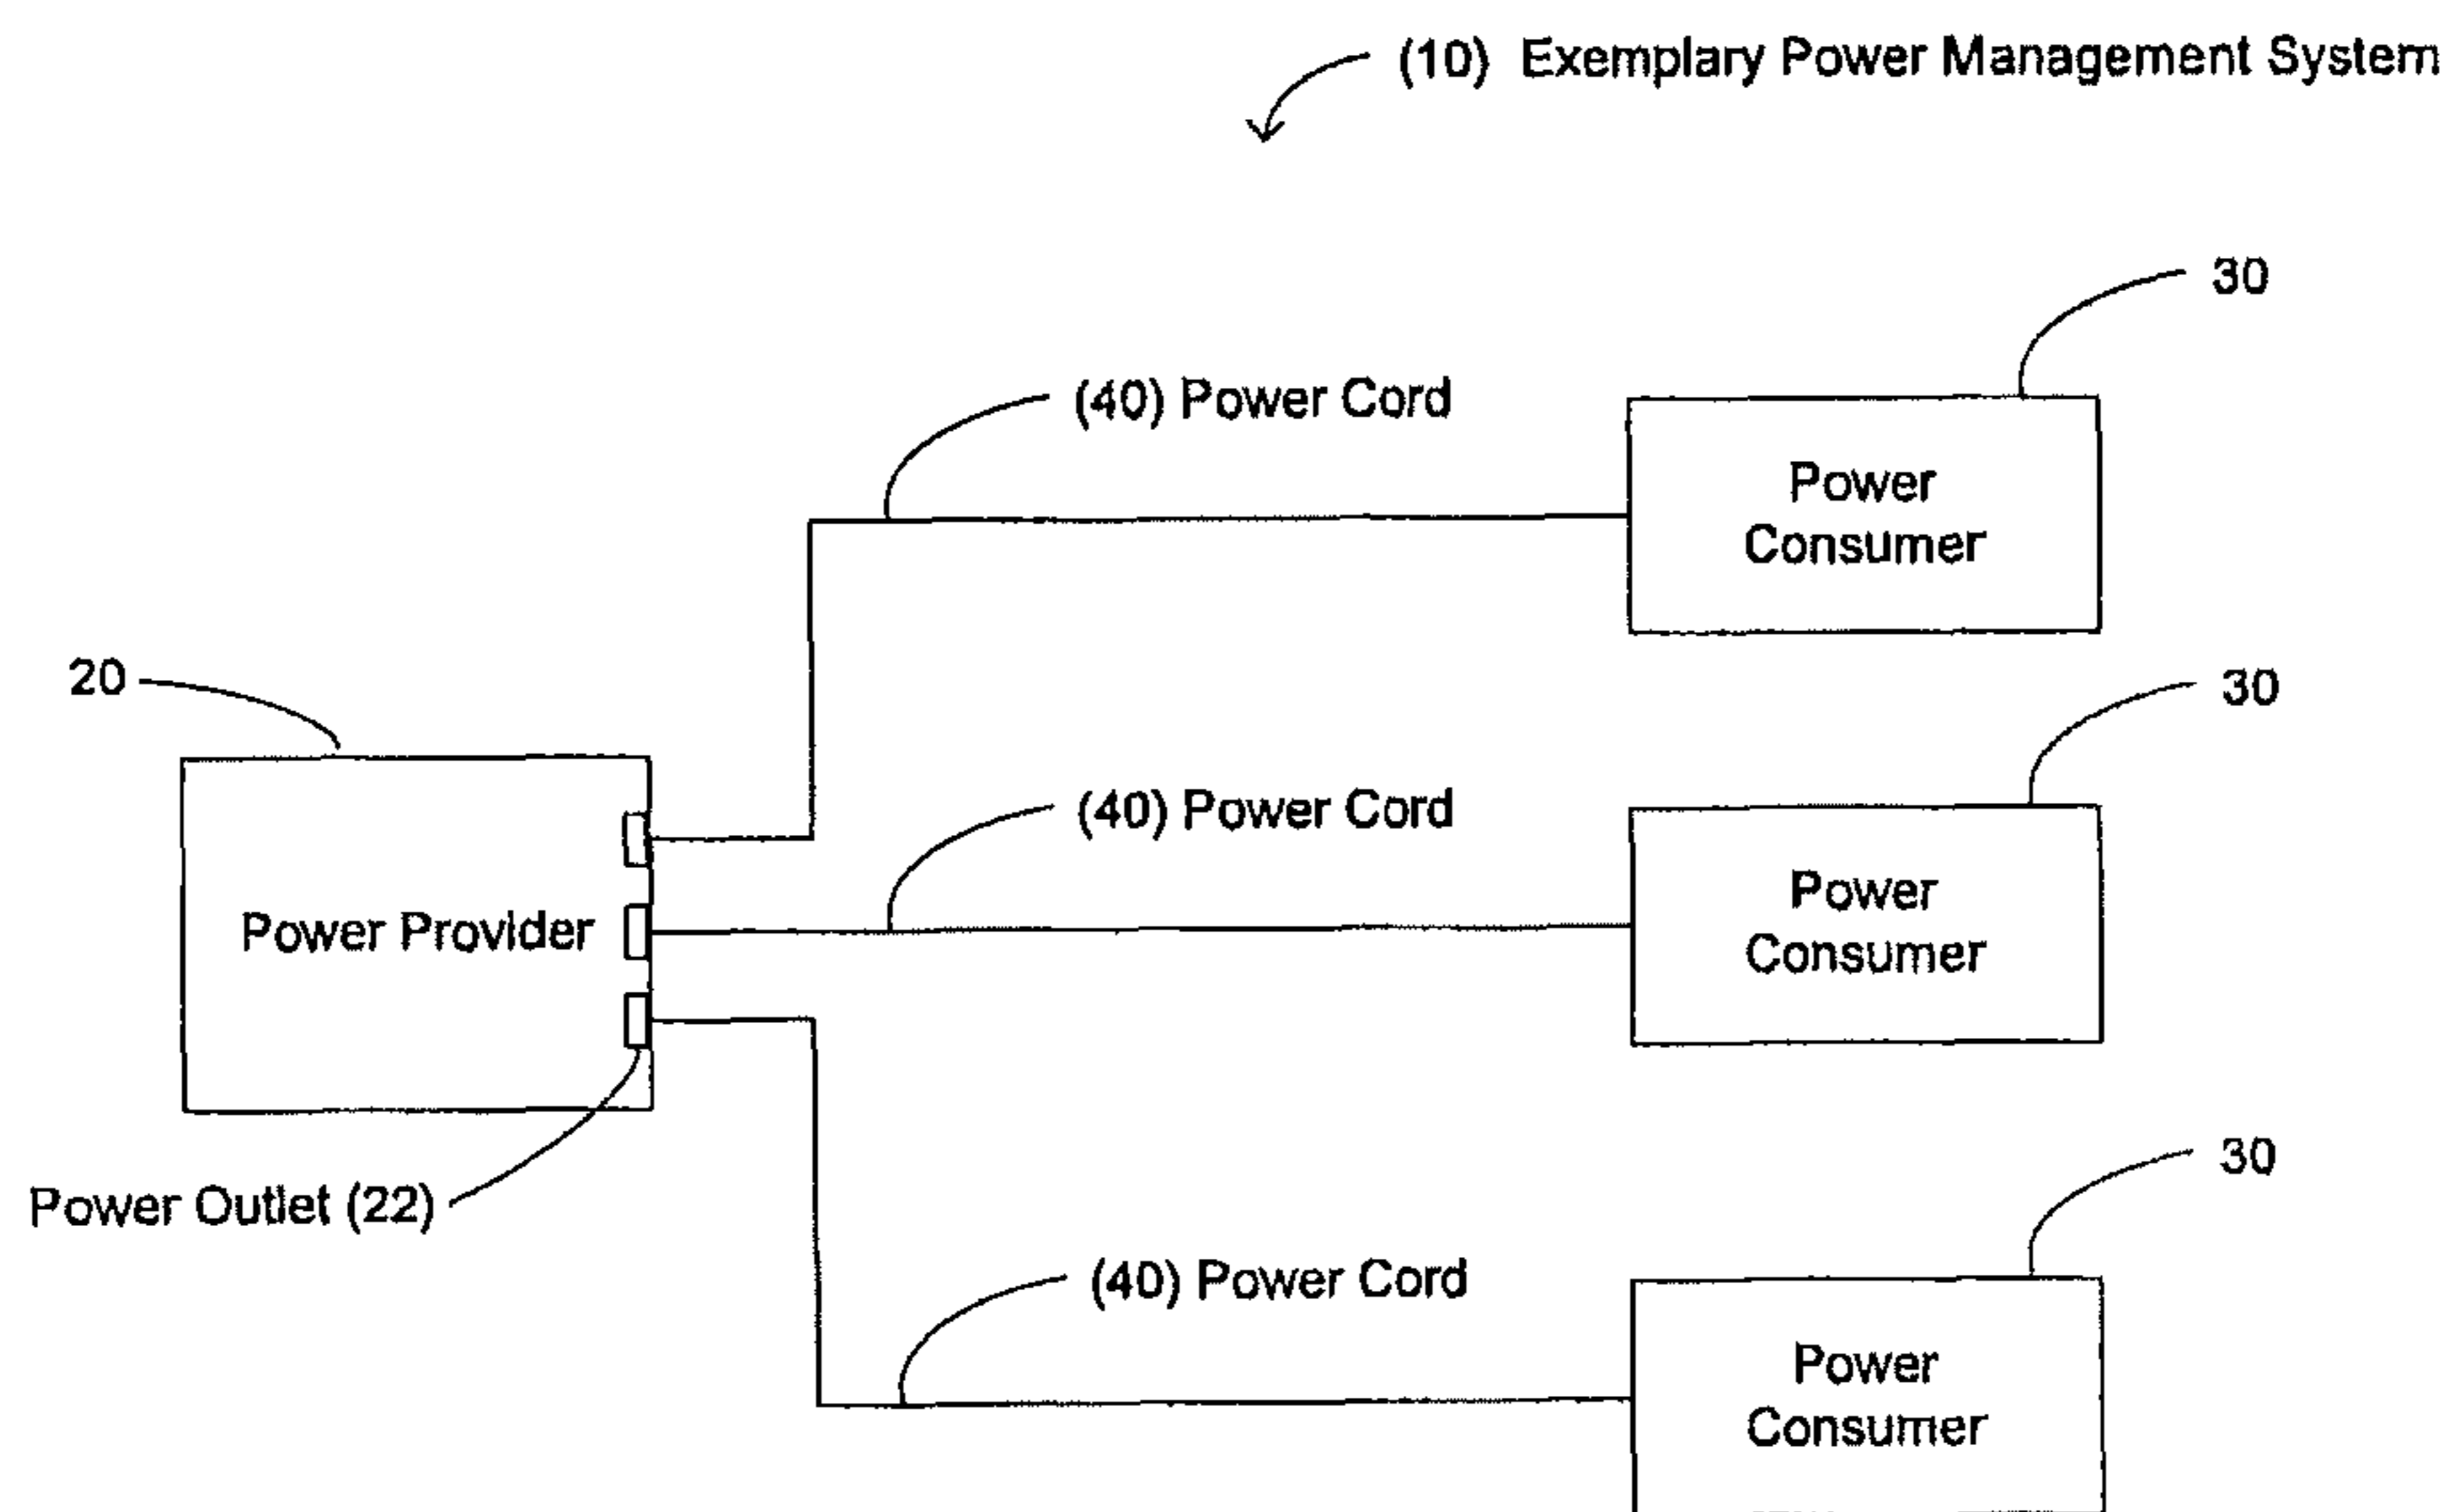 (10) Exemplary Power Management System
30
(40) Power Cord
Power
Consumer
20
30
(40) Power Cord
Power
Consumer
Power Provider
Power Outlet (22)
30
(40) Power Cord
Power
Consumer